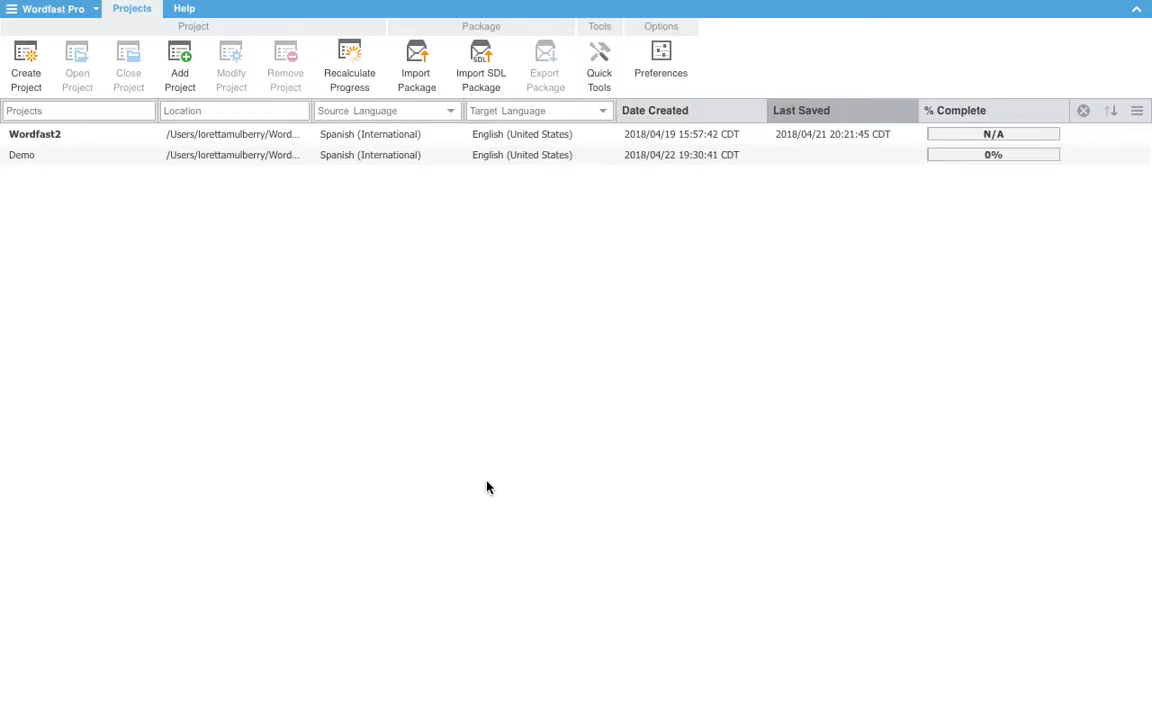 Wordfast Pro Projects Help
Project Package Tools Options
Create Project
Open Project
Close Project
Add Project
Modify Project
Remove Project
Recalculate Progress
Import Package
SDL
Import SDL Package
Export Package
Quick Tools
Preferences
Projects Location Source Language Target Language Date Created Last Saved % Complete
Wordfast2 /Users/lorettamulberry/Word... Spanish (International) English (United States) 2018/04/19 15:57:42 CDT 2018/04/21 20:21:45 CDT N/A
Demo /Users/lorettamulberry/Word... Spanish (International) English (United States) 2018/04/22 19:30:41 CDT 0%